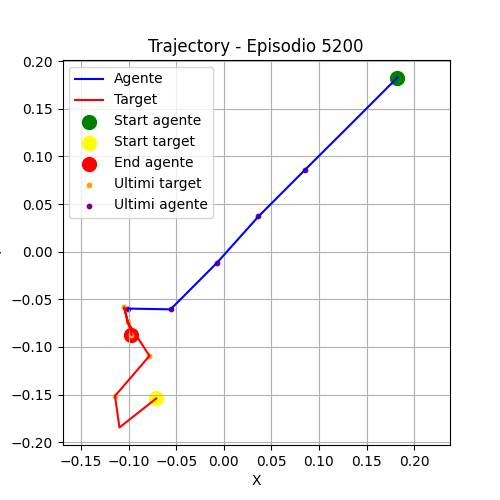 Trajectory - Episodio 5200
0.20
0.15
0.10
0.05
0.00
−0.05
−0.10
−0.15
−0.20
Agente
Target
Start agente
Start target
End agente
Ultimi target
Ultimi agente
−0.15 −0.10 −0.05 0.00 0.05 0.10 0.15 0.20
X